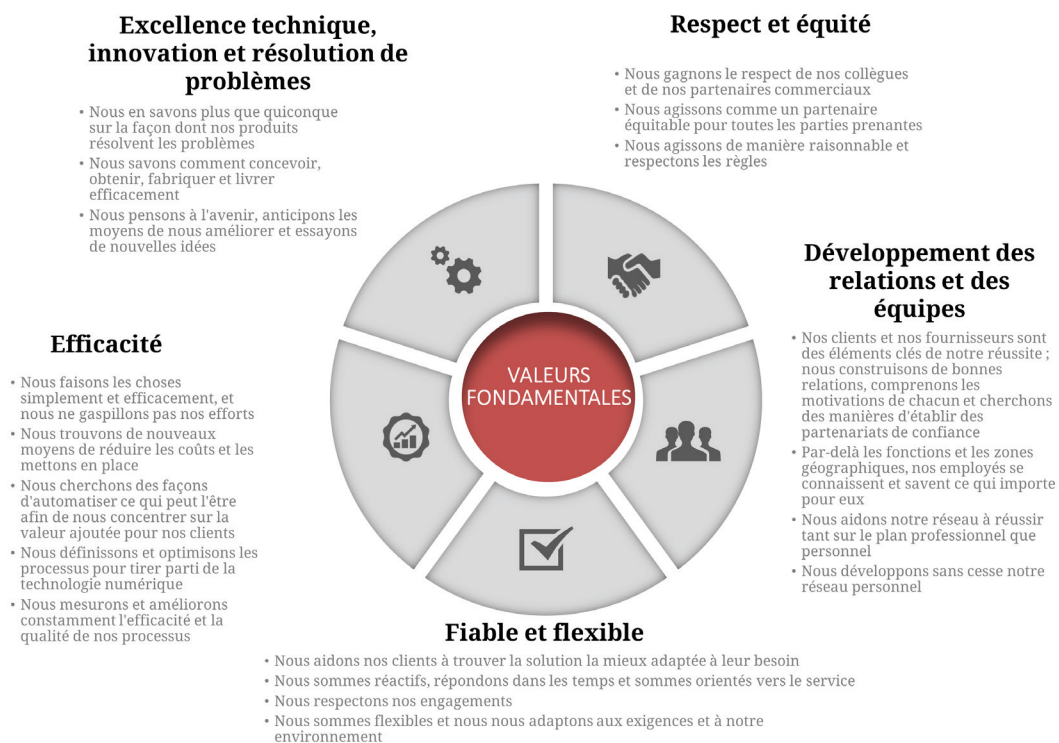 Excellence technique,
innovation et résolution de
problèmes
• Nous en savons plus que quiconque
sur la façon dont nos produits
résolvent les problèmes
• Nous savons comment concevoir,
obtenir, fabriquer et livrer
efficacement
• Nous pensons à l'avenir, anticipons les
moyens de nous améliorer et essayons
de nouvelles idées
Respect et équité
• Nous gagnons le respect de nos collègues
et de nos partenaires commerciaux
• Nous agissons comme un partenaire
équitable pour toutes les parties prenantes
• Nous agissons de manière raisonnable et
respectons les règles
Développement des
relations et des
équipes
• Nos clients et nos fournisseurs sont
des éléments clés de notre réussite ;
nous construisons de bonnes
relations, comprenons les
motivations de chacun et cherchons
des manières d'établir des
partenariats de confiance
• Par-delà les fonctions et les zones
géographiques, nos employés se
connaissent et savent ce qui importe
pour eux
• Nous aidons notre réseau à réussir
tant sur le plan professionnel que
personnel
• Nous développons sans cesse notre
réseau personnel
VALEURS
FONDAMENTALES
Efficacité
• Nous faisons les choses
simplement et efficacement, et
nous ne gaspillons pas nos efforts
• Nous trouvons de nouveaux
moyens de réduire les coûts et les
mettons en place
• Nous cherchons des façons
d'automatiser ce qui peut l'être
afin de nous concentrer sur la
valeur ajoutée pour nos clients
• Nous définissons et optimisons les
processus pour tirer parti de la
technologie numérique
• Nous mesurons et améliorons
constamment l'efficacité et la
qualité de nos processus
Fiable et flexible
• Nous aidons nos clients à trouver la solution la mieux adaptée à leur besoin
• Nous sommes réactifs, répondons dans les temps et sommes orientés vers le service
• Nous respectons nos engagements
• Nous sommes flexibles et nous nous adaptons aux exigences et à notre
environnement